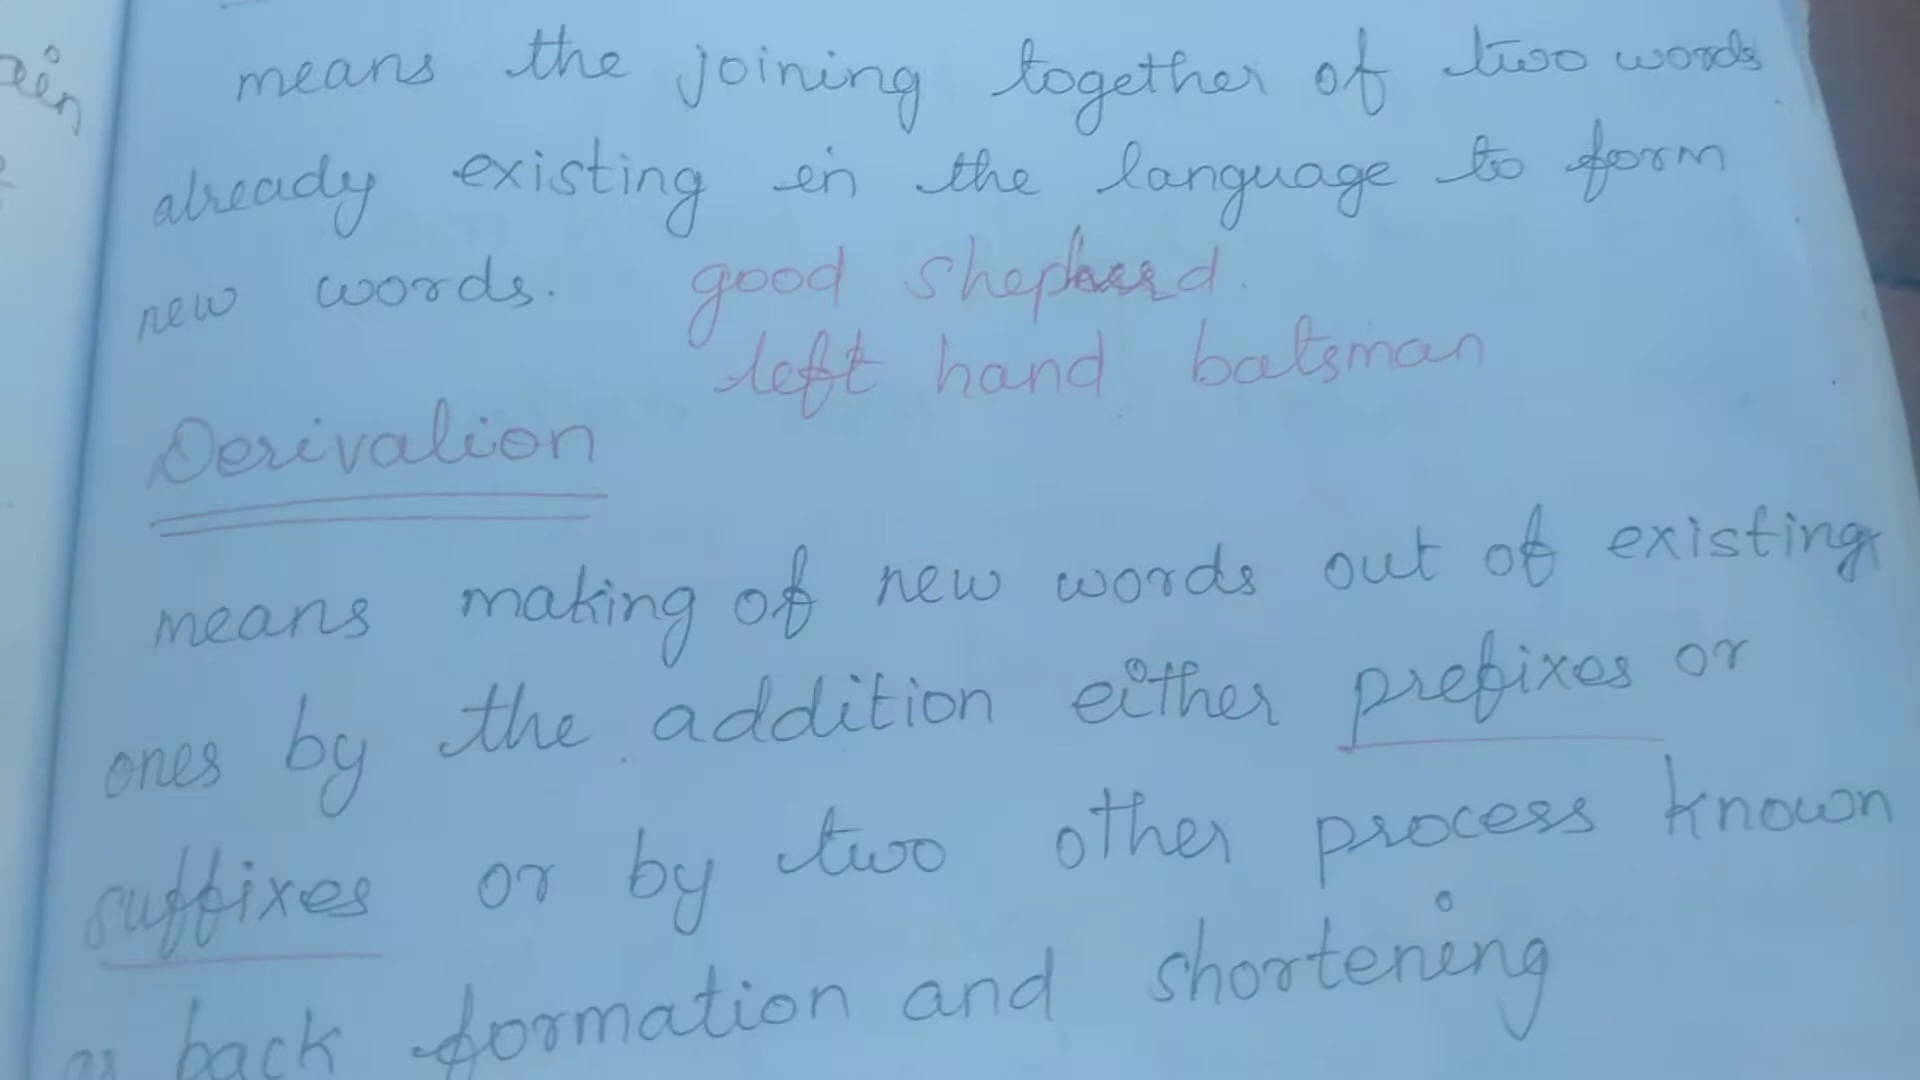 means the joining together of two words
already existing in the language to form
new words. good shepherd.
left hand batsman
Derivation
means making of new words out of existing
ones by the addition either prefixes or
suffixes or by two other process known
as back formation and shortening